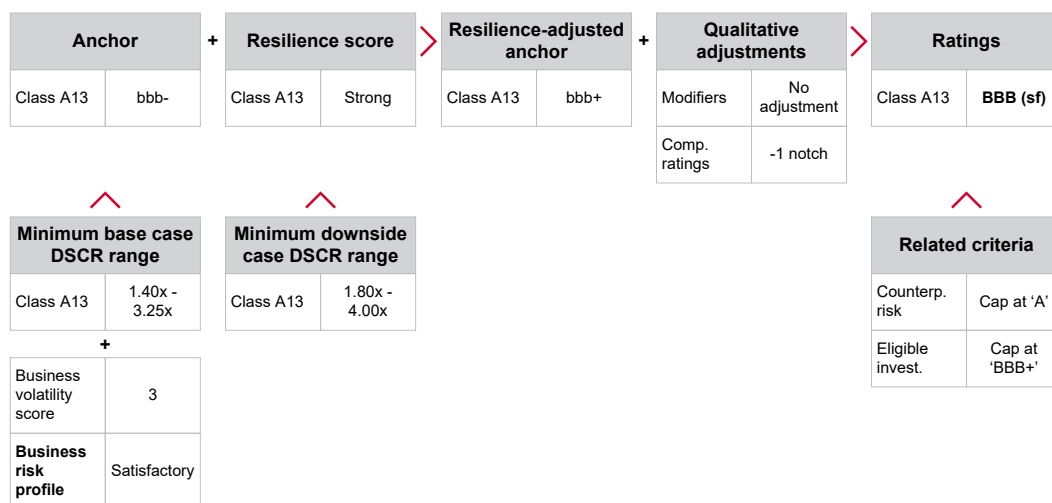 Anchor
Class A13
bbb-
+
Resilience score
Class A13
Strong
Resilience-adjusted
anchor
Class A13
bbb+
+
Qualitative
adjustments
Modifiers
No
adjustment
Comp.
ratings
-1 notch
Ratings
Class A13
BBB (sf)
Minimum base case
DSCR range
Class A13
1.40x -
3.25x
+
Business
volatility
score
3
Business
risk
profile
Satisfactory
Minimum downside
case DSCR range
Class A13
1.80x -
4.00x
Related criteria
Counterp.
risk
Cap at ‘A’
Eligible
invest.
Cap at
‘BBB+’